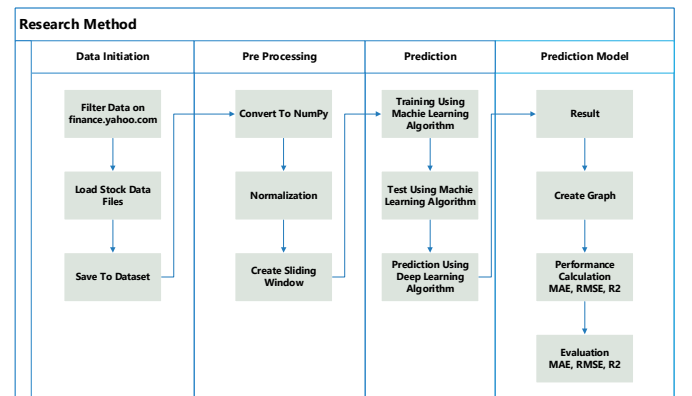 Research Method
Data Initiation
Pre Processing
Prediction
Prediction Model
Filter Data on
finance.yahoo.com
Load Stock Data
Files
Save To Dataset
Convert To NumPy
Normalization
Create Sliding
Window
Training Using
Machie Learning
Algorithm
Test Using Machie
Learning Algorithm
Prediction Using
Deep Learning
Algorithm
Result
Create Graph
Performance
Calculation
MAE, RMSE, R2
Evaluation
MAE, RMSE, R2